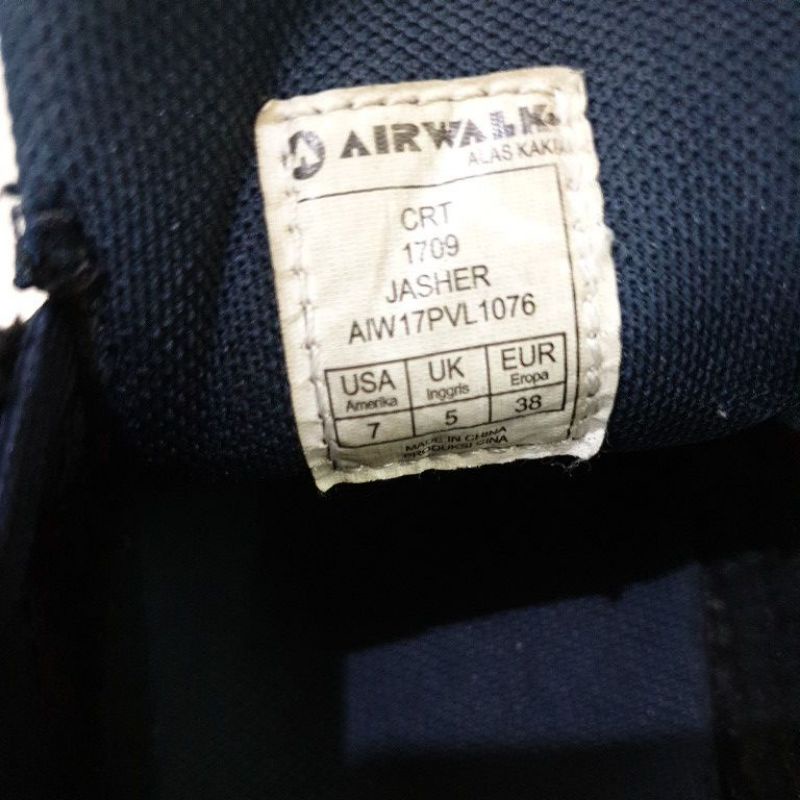 AIRWALK
ALAS KAKI
CRT
1709
JASHER
AIW17PVL1076
USA UK EUR
Amerika Inggris Eropa
7 5 38
MADE IN CHINA
PRODUKSI CINA